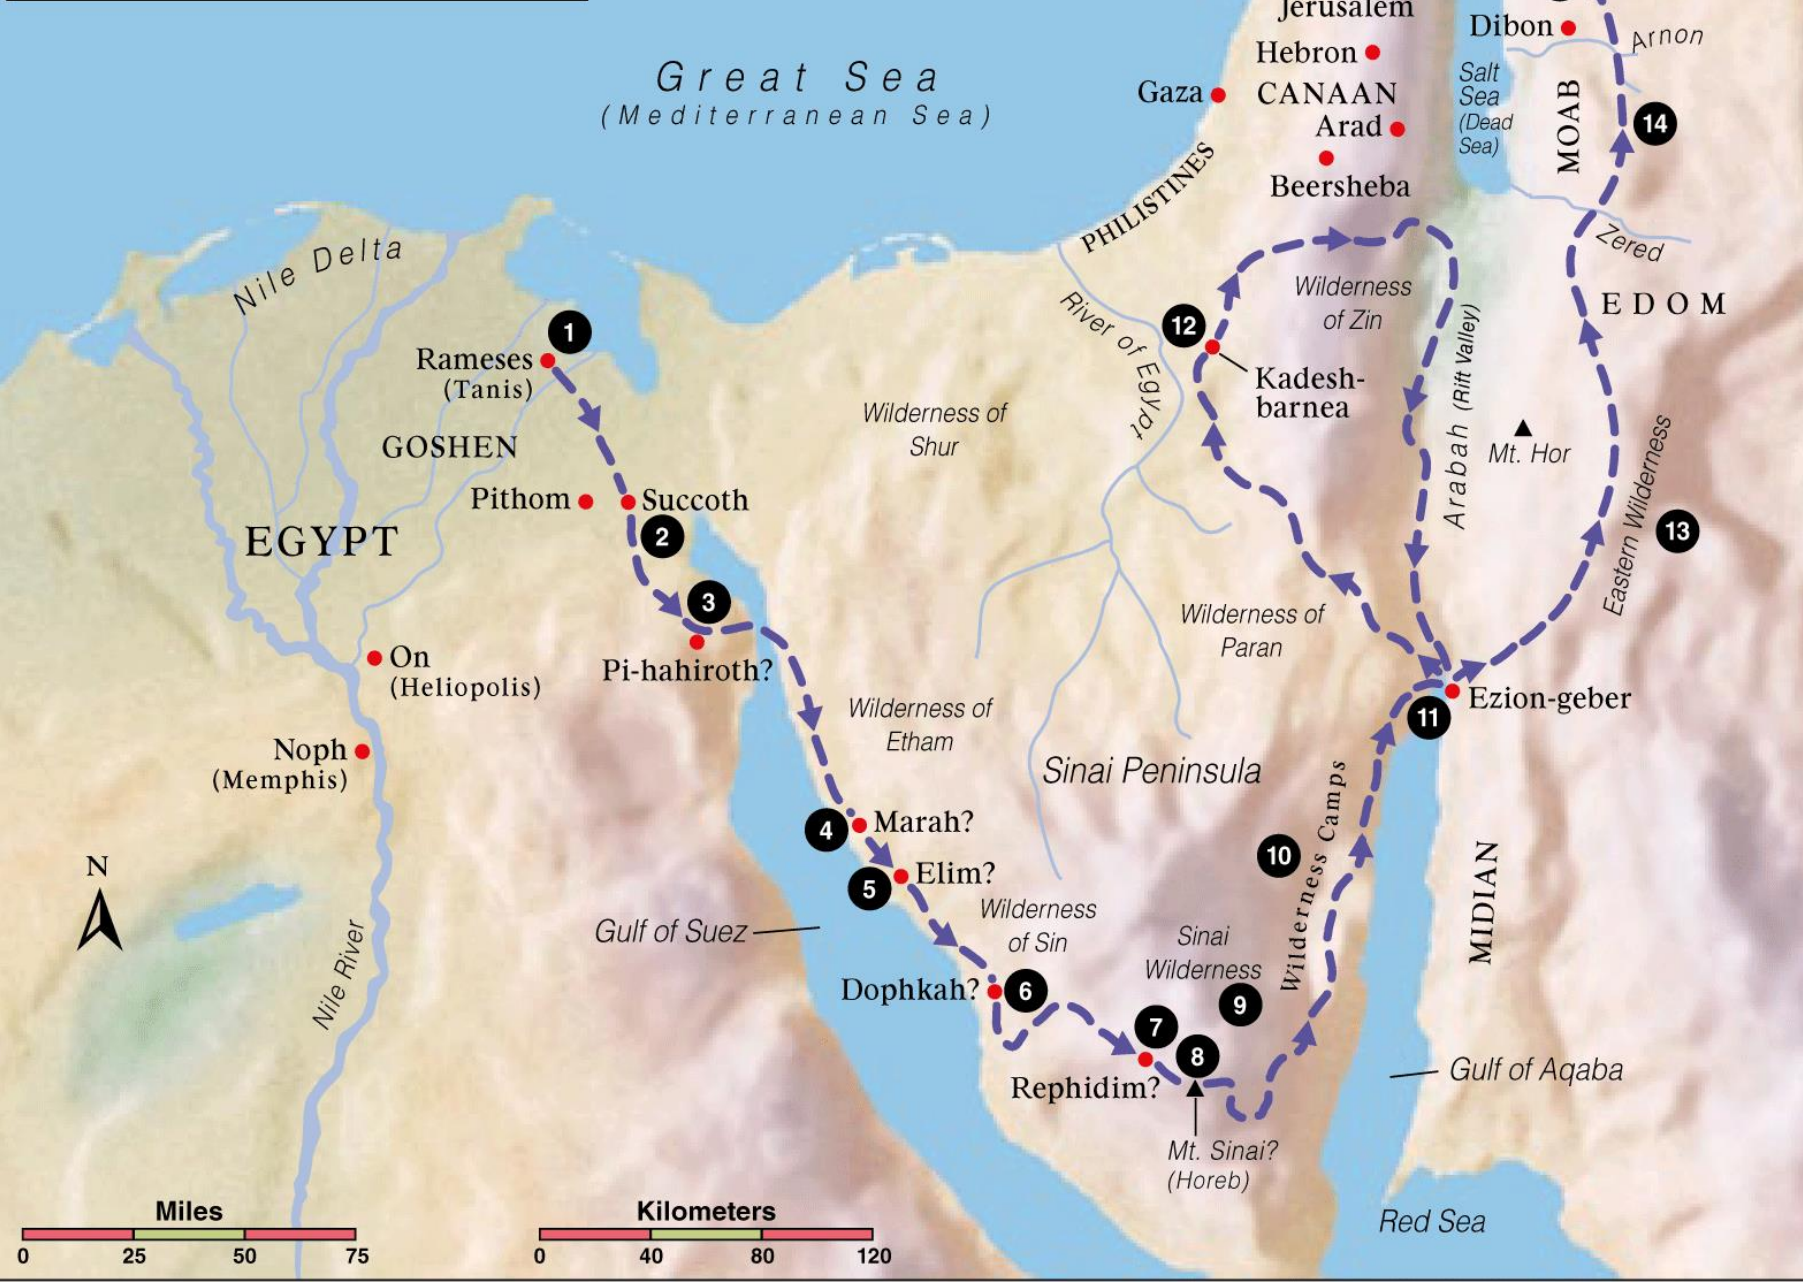 Jerusalem
Dibon
Arnon
Hebron
Great Sea
(Mediterranean Sea)
Salt
Sea
(Dead
Sea)
Gaza
CANAAN
MOAB
14
Arad
Beersheba
PHILISTINES
Nile Delta
Zered
Wilderness
of Zin
EDOM
River of Egypt
12
1
Rameses
(Tanis)
Kadesh-
barnea
Arabah (Rift Valley)
Wilderness of
Shur
GOSHEN
Mt. Hor
Pithom
Succoth
Eastern Wilderness
13
EGYPT
2
3
Wilderness of
Paran
On
(Heliopolis)
Pi-hahiroth?
Ezion-geber
11
Wilderness of
Etham
Noph
(Memphis)
Sinai Peninsula
4
Marah?
Wilderness Camps
10
N
5
Elim?
MIDIAN
Wilderness
of Sin
Gulf of Suez
Sinai
Wilderness
Nile River
Dophkah?
6
9
7
8
Rephidim?
Gulf of Aqaba
Mt. Sinai?
(Horeb)
Red Sea
Miles
0 25 50 75
Kilometers
0 40 80 120